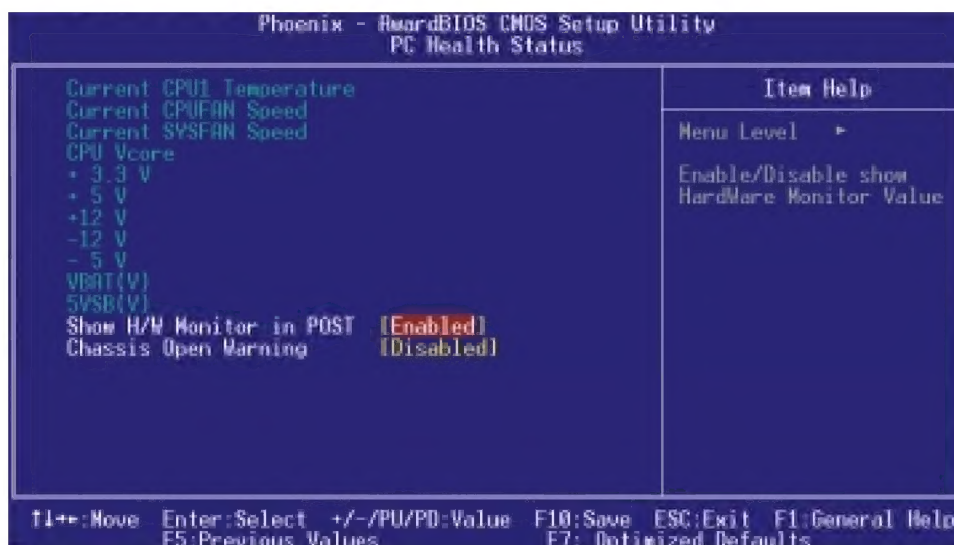 Phoenix - AwardBIOS CMOS Setup Utility
PC Health Status
Current CPU1 Temperature
Current CPUFAN Speed
Current SYSFAN Speed
CPU Vcore
+ 3.3 V
+ 5 V
+12 V
-12 V
- 5 V
VBAT(V)
5VSB(V)
Show H/W Monitor in POST [Enabled]
Chassis Open Warning [Disabled]
Item Help
Menu Level ►
Enable/Disable show
HardWare Monitor Value
↑↓→←:Move Enter:Select +/-/PU/PD:Value F10:Save ESC:Exit F1:General Help
F5:Previous Values F7: Optimized Defaults